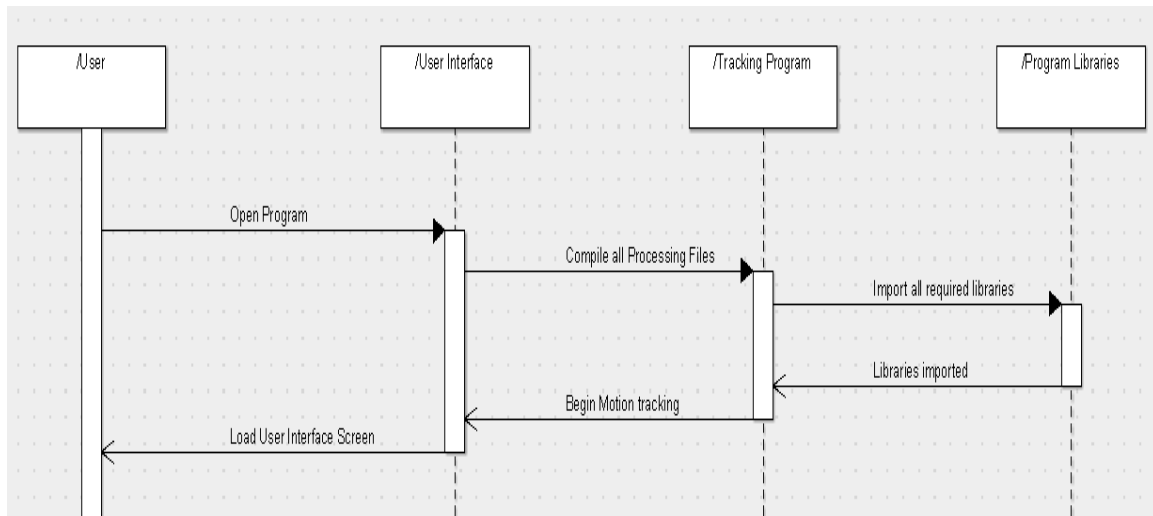 /User
/User Interface
/Tracking Program
/Program Libraries
Open Program
Compile all Processing Files
Import all required libraries
Libraries imported
Begin Motion tracking
Load User Interface Screen